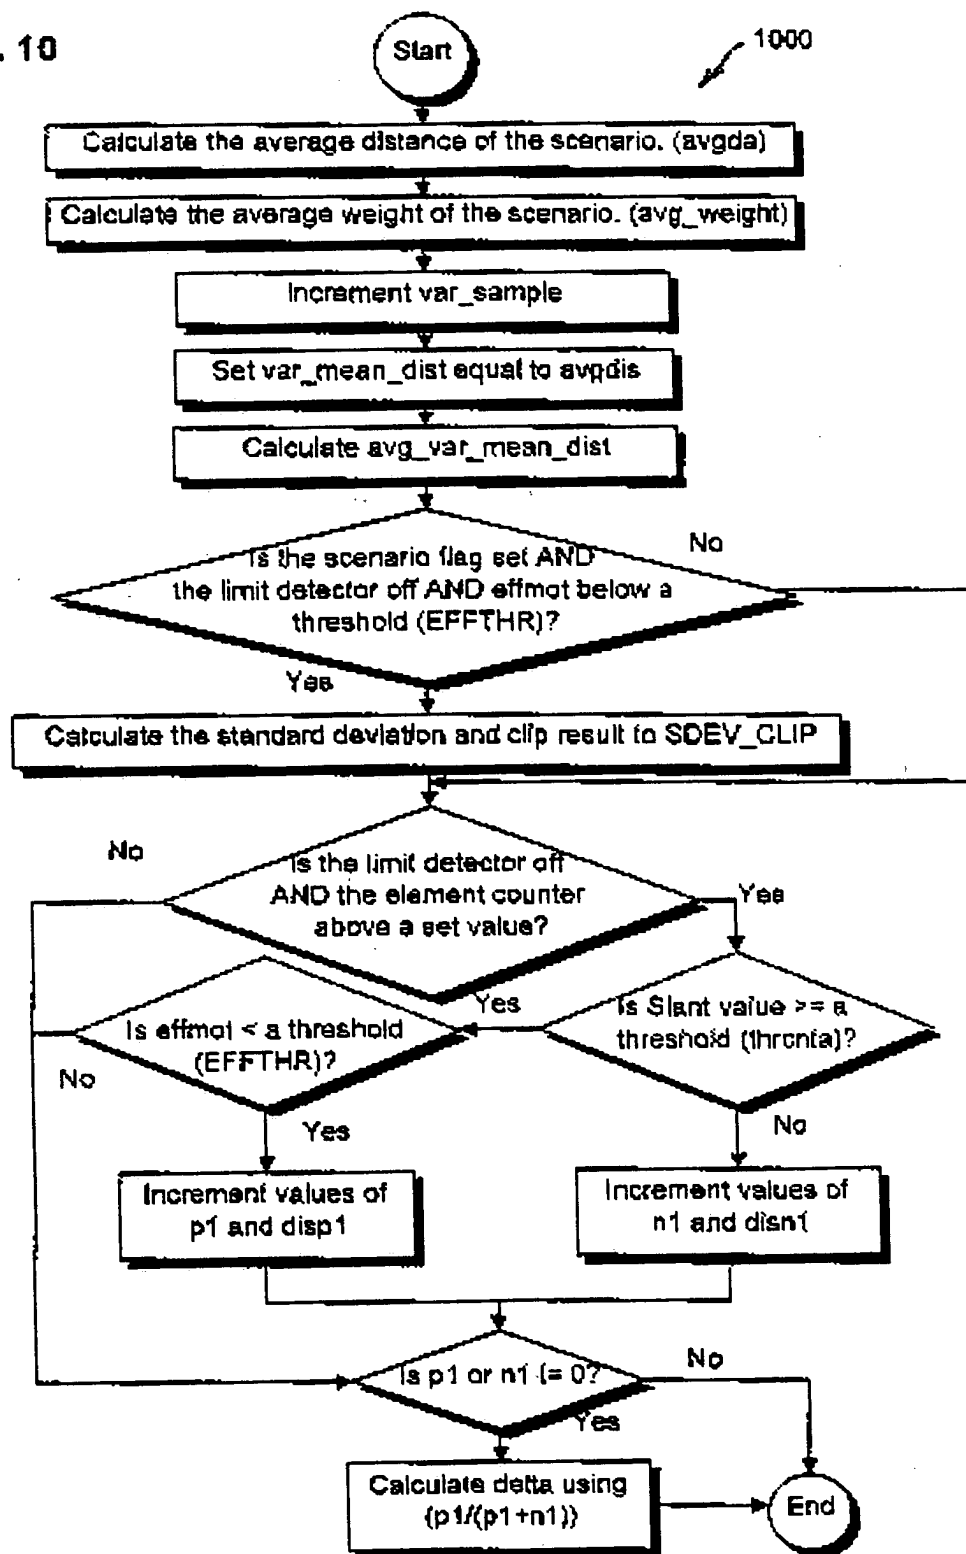 . 10
Start
1000
Calculate the average distance of the scenario. (avgda)
Calculate the average weight of the scenario. (avg_weight)
Increment var_sample
Set var_mean_dist equal to avgdis
Calculate avg_var_mean_dist
Is the scenario flag set AND
the limit detector off AND effmot below a
threshold (EFFTHR)?
No
Yes
Calculate the standard deviation and clip result to SDEV_CLIP
No
Is the limit detector off
AND the element counter
above a set value?
Yes
Is effmot < a threshold
(EFFTHR)?
Yes
Is Slant value >= a
threshold (thrcnta)?
No
Yes
No
Increment values of
p1 and disp1
Increment values of
n1 and disn1
Is p1 or n1 != 0?
No
Yes
Calculate delta using
{p1/(p1+n1)}
End